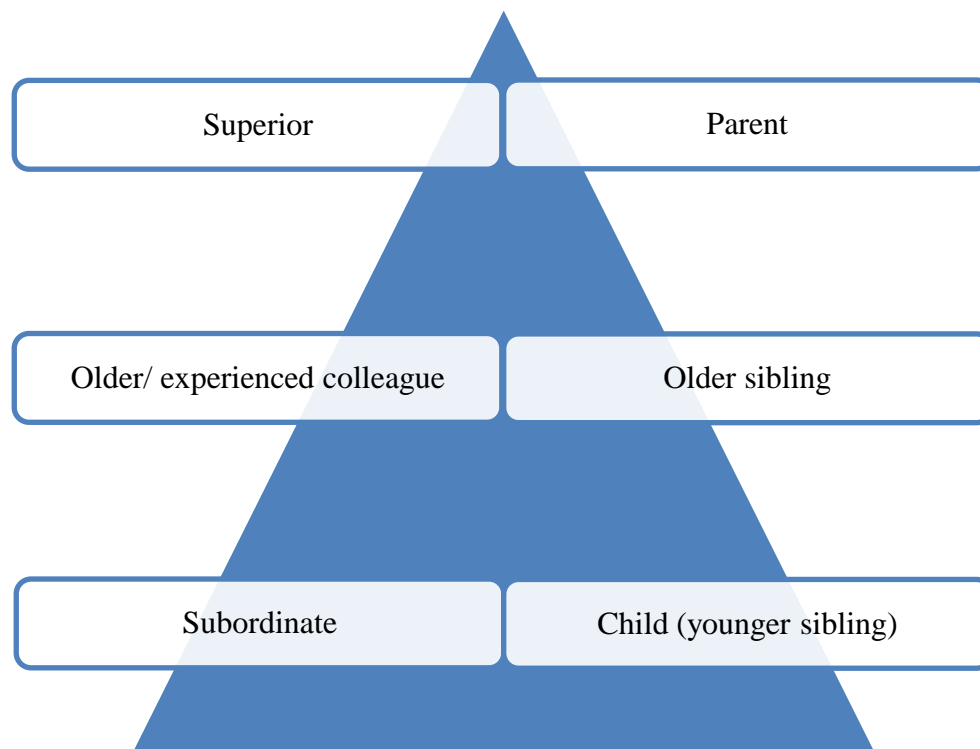 Superior
Parent
Older/ experienced colleague
Older sibling
Subordinate
Child (younger sibling)